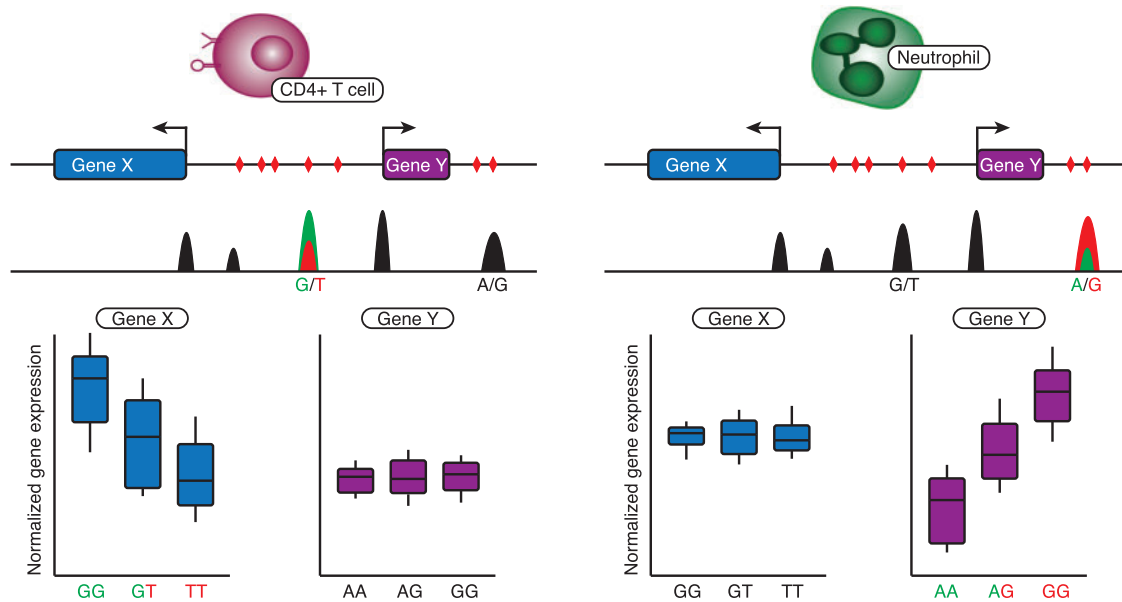 CD4+ T cell
Neutrophil
Gene X
Gene Y
Gene X
Gene Y
G/T
A/G
G/T
A/G
Gene X
Gene Y
Gene X
Gene Y
Normalized gene expression
Normalized gene expression
GG GT TT
AA AG GG
GG GT TT
AA AG GG